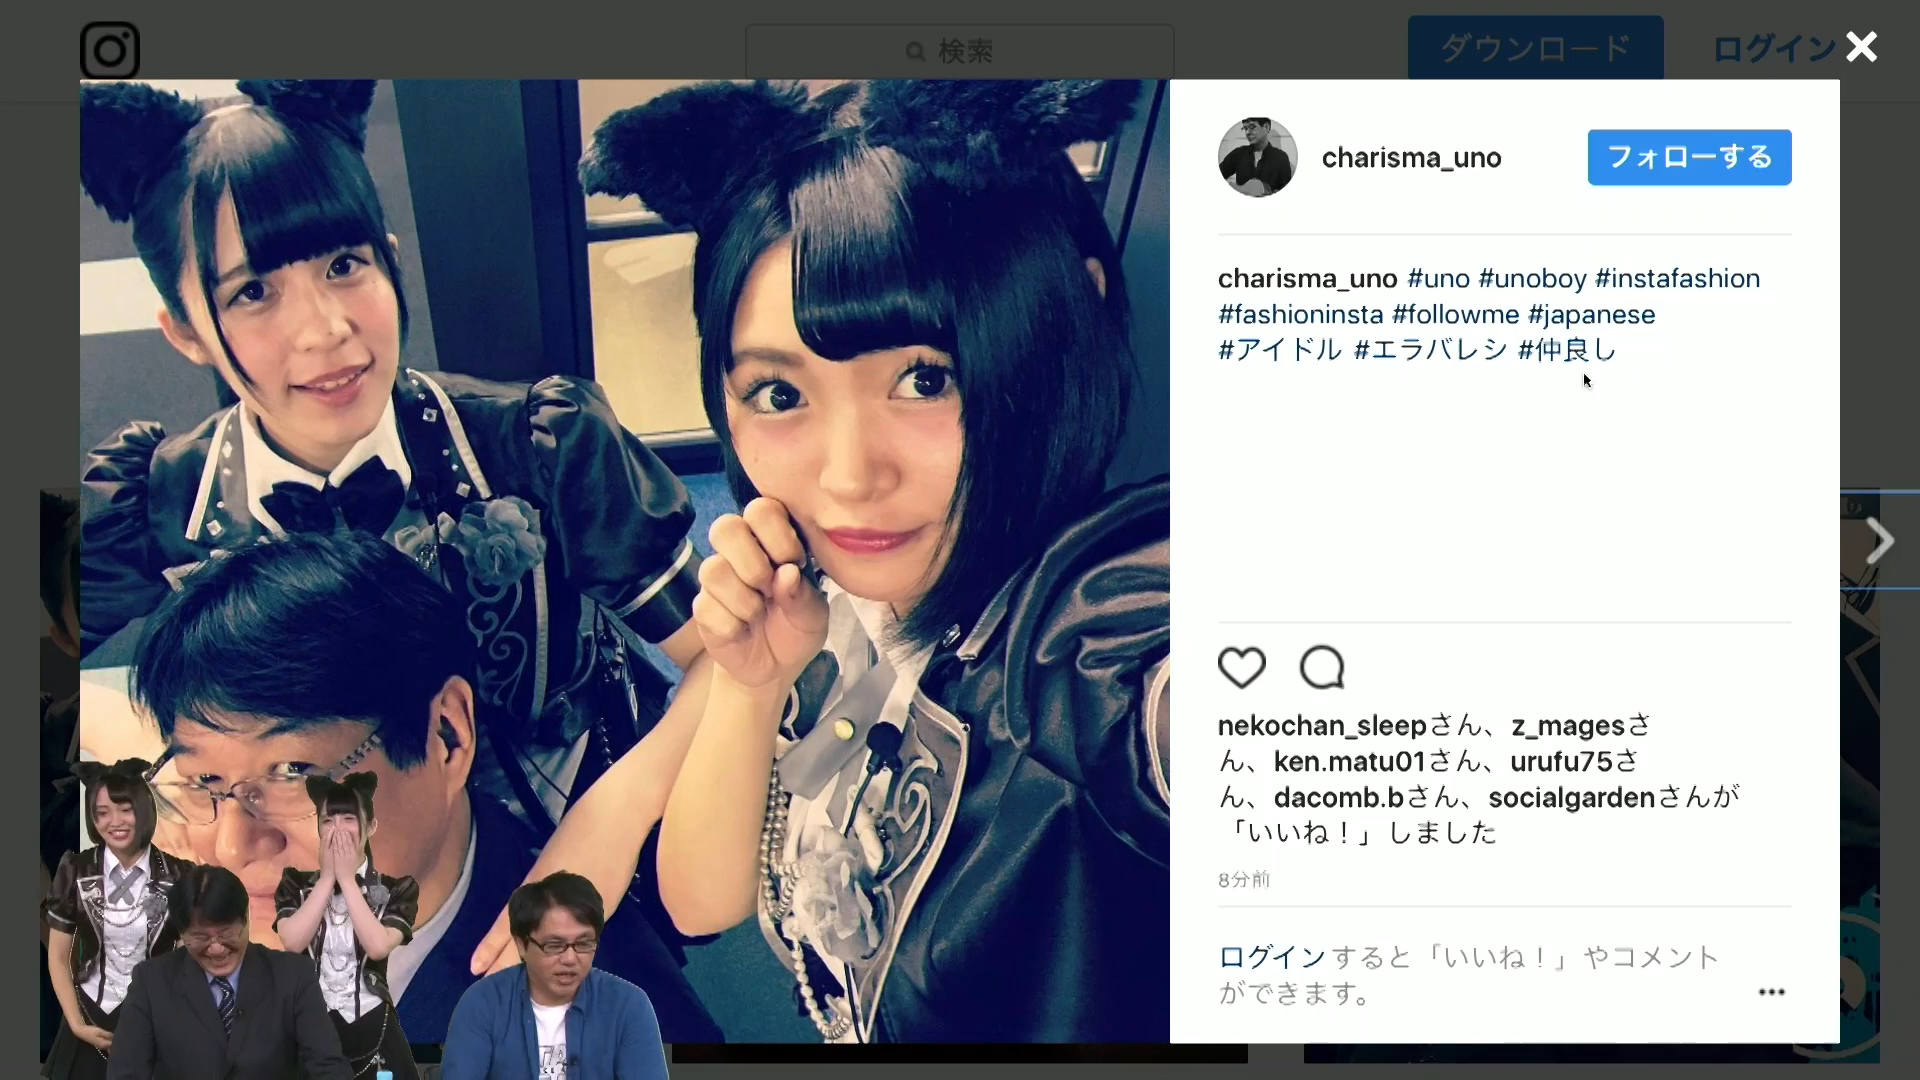 検索
ダウンロード
ログイン
charisma_uno
フォローする
charisma_uno #uno #unoboy #instafashion
#fashioninsta #followme #japanese
#アイドル #エラバレシ #仲良し
nekochan_sleepさん、z_magesさ
ん、ken.matu01さん、urufu75さ
ん、dacomb.bさん、socialgardenさんが
「いいね！」しました
8分前
ログインすると「いいね！」やコメント
ができます。